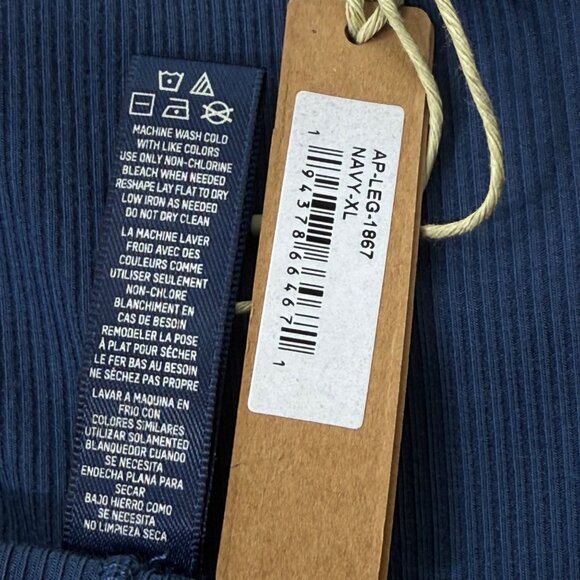 MACHINE WASH COLD
WITH LIKE COLORS
USE ONLY NON-CHLORINE
BLEACH WHEN NEEDED
RESHAPE LAY FLAT TO DRY
LOW IRON AS NEEDED
DO NOT DRY CLEAN
LA MACHINE LAVER
FROID AVEC DES
COULEURS COMME
UTILISER SEULEMENT
NON-CHLORE
BLANCHIMENT EN
CAS DE BESOIN
REMODELER LA POSE
À PLAT POUR SÉCHER
LE FER BAS AU BESOIN
NE SÉCHEZ PAS PROPRE
LAVAR A MAQUINA EN
FRIO CON
COLORES SIMILARES
UTILIZAR SOLAMENTED
BLANQUEDOR CUANDO
SE NECESITA
ENDECHA PLANA PARA
SECAR
BAJO HIERRO COMO
SE NECESITA
NO LIMPIEZA SECA
AP-LEG-1867
NAVY-XL
1 94378 66467 1